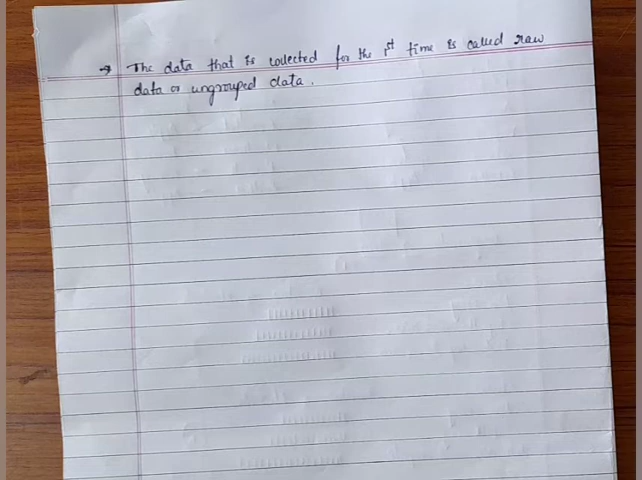 → The data that is collected for the 1st time is called raw
data or ungrouped data.